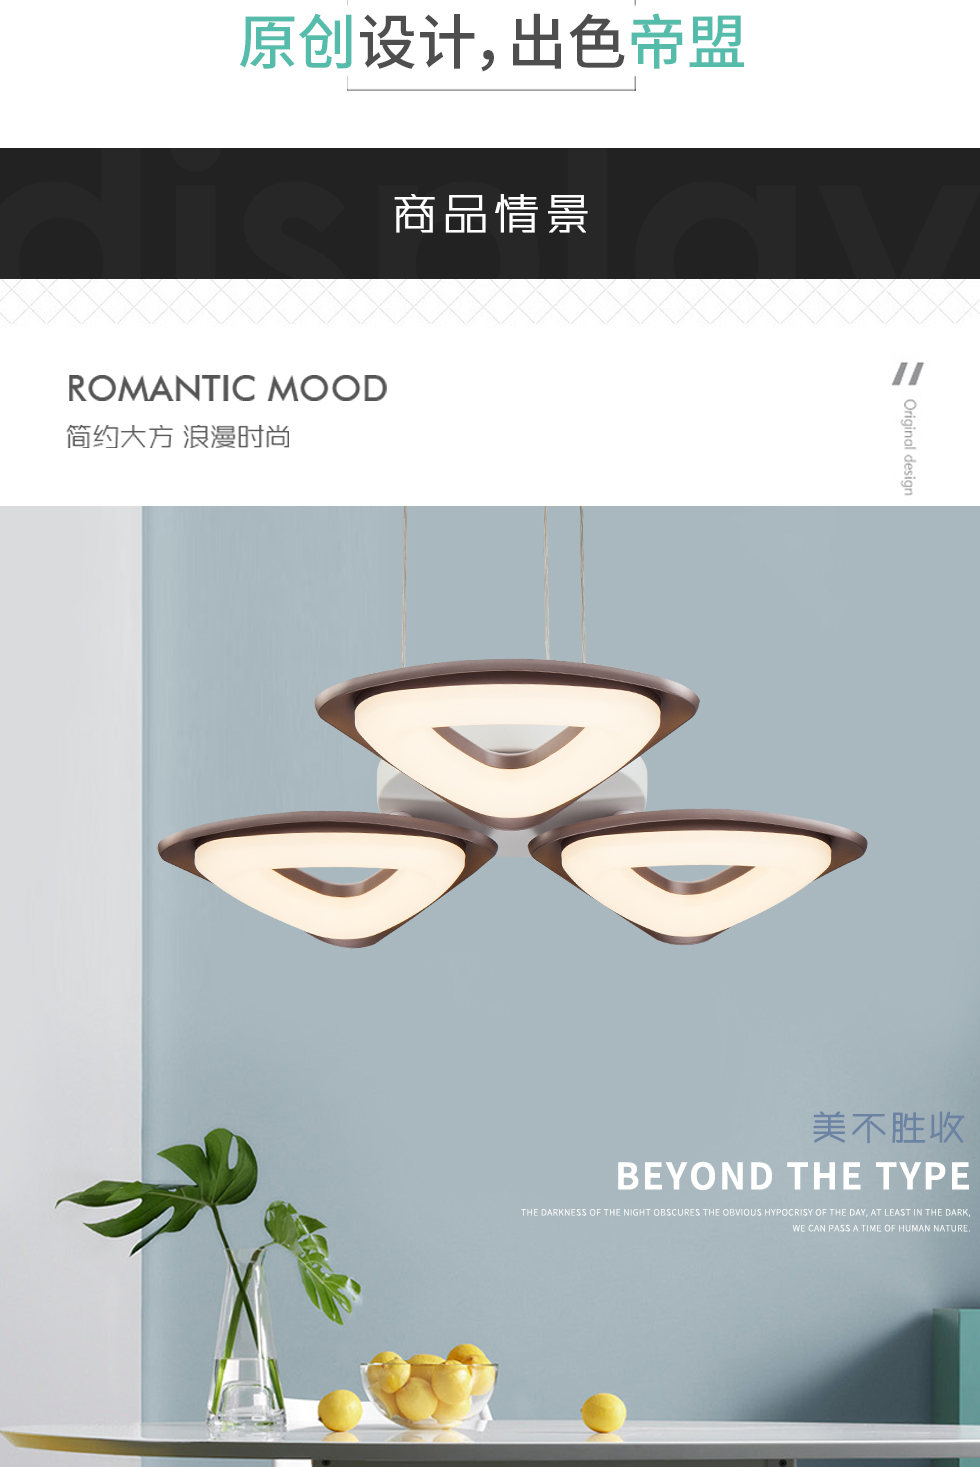 原创设计，出色帝盟
display
商品情景
ROMANTIC MOOD
简约大方 浪漫时尚
Original design
美不胜收
BEYOND THE TYPE
THE DARKNESS OF THE NIGHT OBSCURES THE OBVIOUS HYPOCRISY OF THE DAY, AT LEAST IN THE DARK,
WE CAN PASS A TIME OF HUMAN NATURE.